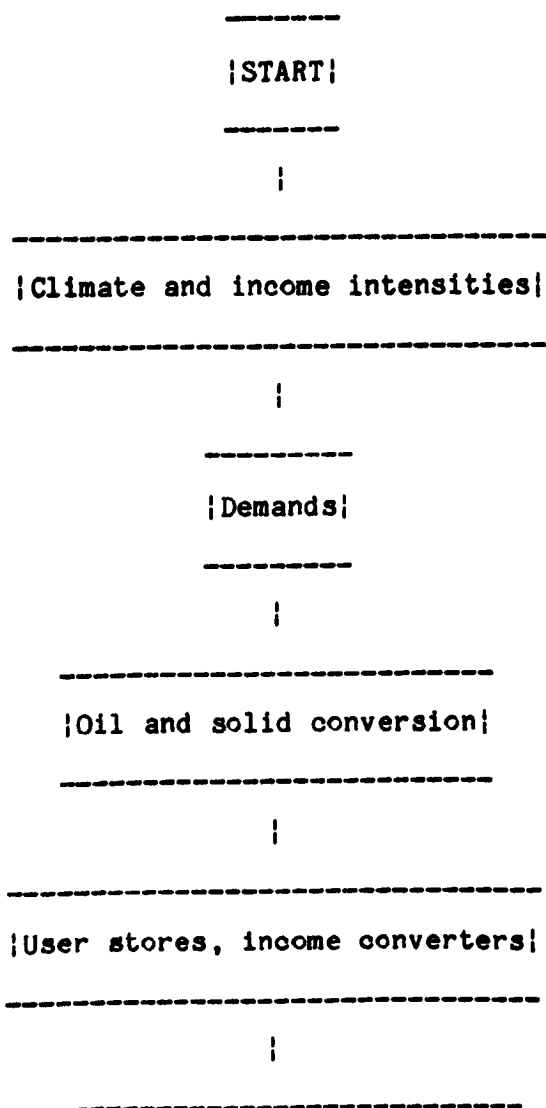 START
Climate and income intensities
Demands
Oil and solid conversion
User stores, income converters